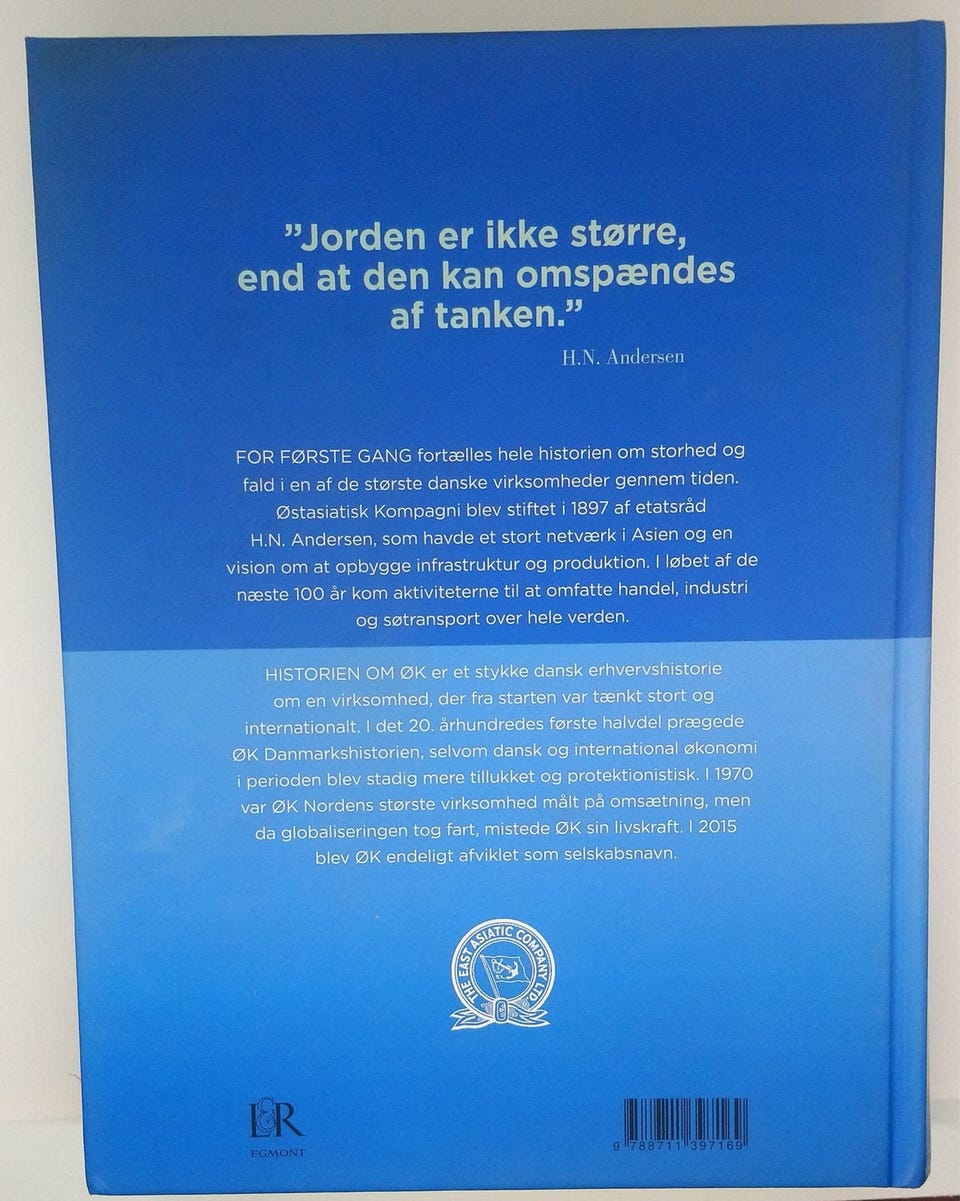 ”Jorden er ikke større,
end at den kan omspændes
af tanken.”
H.N. Andersen
FOR FØRSTE GANG fortælles hele historien om storhed og
fald i en af de største danske virksomheder gennem tiden.
Østasiatisk Kompagni blev stiftet i 1897 af etatsråd
H.N. Andersen, som havde et stort netværk i Asien og en
vision om at opbygge infrastruktur og produktion. I løbet af de
næste 100 år kom aktiviteterne til at omfatte handel, industri
og søtransport over hele verden.
HISTORIEN OM ØK er et stykke dansk erhvervshistorie
om en virksomhed, der fra starten var tænkt stort og
internationalt. I det 20. århundredes første halvdel prægede
ØK Danmarkshistorien, selvom dansk og international økonomi
i perioden blev stadig mere tillukket og protektionistisk. I 1970
var ØK Nordens største virksomhed målt på omsætning, men
da globaliseringen tog fart, mistede ØK sin livskraft. I 2015
blev ØK endeligt afviklet som selskabsnavn.
THE EAST ASIATIC COMPANY LTD.
L&R
EGMONT
9 788711 397169